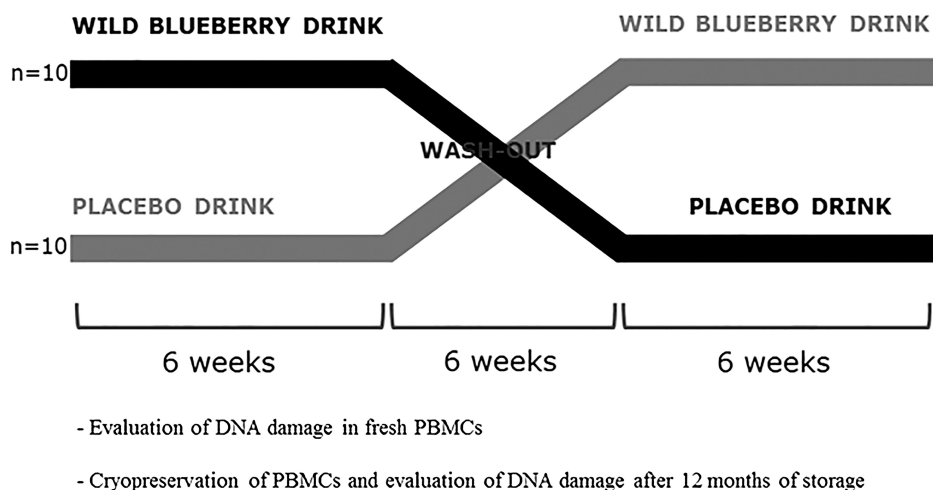 WILD BLUEBERRY DRINK
WILD BLUEBERRY DRINK
n=10
WASH-OUT
PLACEBO DRINK
PLACEBO DRINK
n=10
6 weeks
6 weeks
6 weeks
- Evaluation of DNA damage in fresh PBMCs
- Cryopreservation of PBMCs and evaluation of DNA damage after 12 months of storage